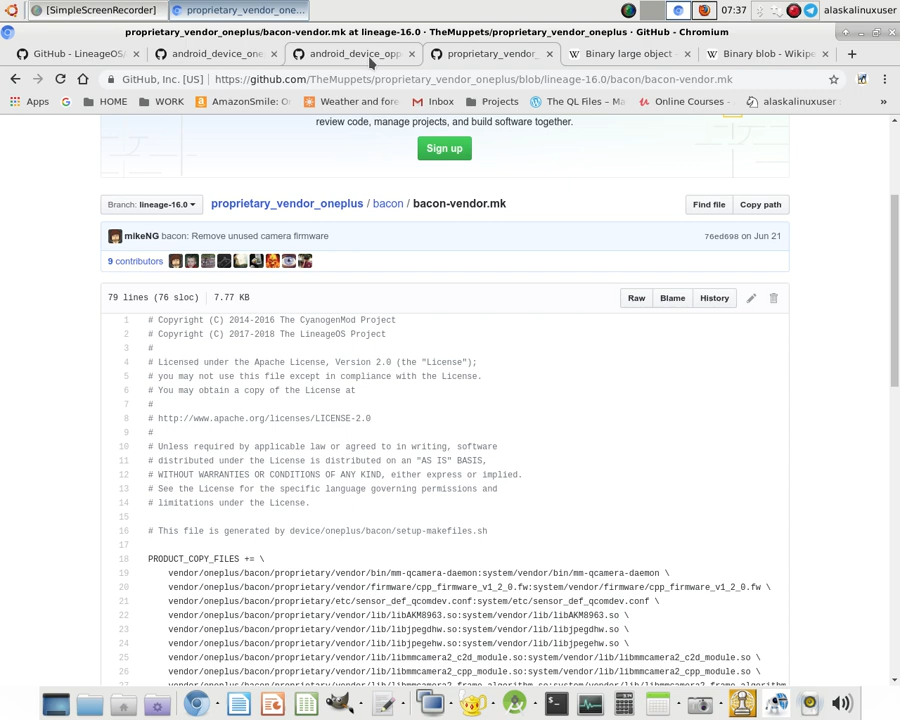 [SimpleScreenRecorder]
proprietary_vendor_one...
07:37
alaskalinuxuser
proprietary_vendor_oneplus/bacon-vendor.mk at lineage-16.0 · TheMuppets/proprietary_vendor_oneplus · GitHub - Chromium
GitHub - LineageOS/
android_device_one
android_device_opp
proprietary_vendor_
Binary large object -
Binary blob - Wikipe
GitHub, Inc. [US]
https://github.com/TheMuppets/proprietary_vendor_oneplus/blob/lineage-16.0/bacon/bacon-vendor.mk
Apps
HOME
WORK
AmazonSmile: O
Weather and fore
Inbox
Projects
The QL Files – Ma
Online Courses -
alaskalinuxuser
»
review code, manage projects, and build software together.
Sign up
Branch: lineage-16.0
proprietary_vendor_oneplus / bacon / bacon-vendor.mk
Find file
Copy path
mikeNG bacon: Remove unused camera firmware
76ed698 on Jun 21
9 contributors
79 lines (76 sloc) 7.77 KB
Raw
Blame
History
1 # Copyright (C) 2014-2016 The CyanogenMod Project
2 # Copyright (C) 2017-2018 The LineageOS Project
3 #
4 # Licensed under the Apache License, Version 2.0 (the "License");
5 # you may not use this file except in compliance with the License.
6 # You may obtain a copy of the License at
7 #
8 # http://www.apache.org/licenses/LICENSE-2.0
9 #
10 # Unless required by applicable law or agreed to in writing, software
11 # distributed under the License is distributed on an "AS IS" BASIS,
12 # WITHOUT WARRANTIES OR CONDITIONS OF ANY KIND, either express or implied.
13 # See the License for the specific language governing permissions and
14 # limitations under the License.
15
16 # This file is generated by device/oneplus/bacon/setup-makefiles.sh
17
18 PRODUCT_COPY_FILES += \
19 vendor/oneplus/bacon/proprietary/vendor/bin/mm-qcamera-daemon:system/vendor/bin/mm-qcamera-daemon \
20 vendor/oneplus/bacon/proprietary/vendor/firmware/cpp_firmware_v1_2_0.fw:system/vendor/firmware/cpp_firmware_v1_2_0.fw \
21 vendor/oneplus/bacon/proprietary/etc/sensor_def_qcomdev.conf:system/etc/sensor_def_qcomdev.conf \
22 vendor/oneplus/bacon/proprietary/vendor/lib/libAKM8963.so:system/vendor/lib/libAKM8963.so \
23 vendor/oneplus/bacon/proprietary/vendor/lib/libjpegdhw.so:system/vendor/lib/libjpegdhw.so \
24 vendor/oneplus/bacon/proprietary/vendor/lib/libjpegehw.so:system/vendor/lib/libjpegehw.so \
25 vendor/oneplus/bacon/proprietary/vendor/lib/libmmcamera2_c2d_module.so:system/vendor/lib/libmmcamera2_c2d_module.so \
26 vendor/oneplus/bacon/proprietary/vendor/lib/libmmcamera2_cpp_module.so:system/vendor/lib/libmmcamera2_cpp_module.so \